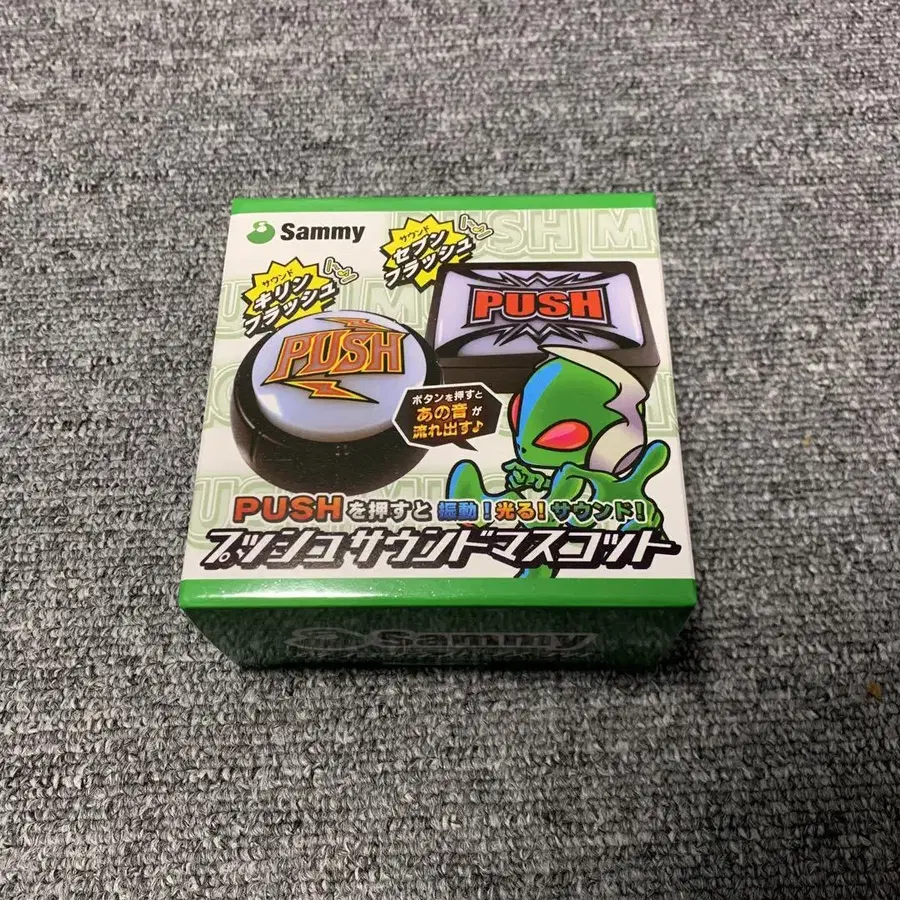 Sammy
PUSH M
サウンド
キリン
フラッシュ
サウンド
セブン
フラッシュ
PUSH
PUSH
ボタンを押すと
あの音が
流れ出す♪
PUSHを押すと 振動!光る!サウンド!
プッシュサウンドマスコット
Sammy